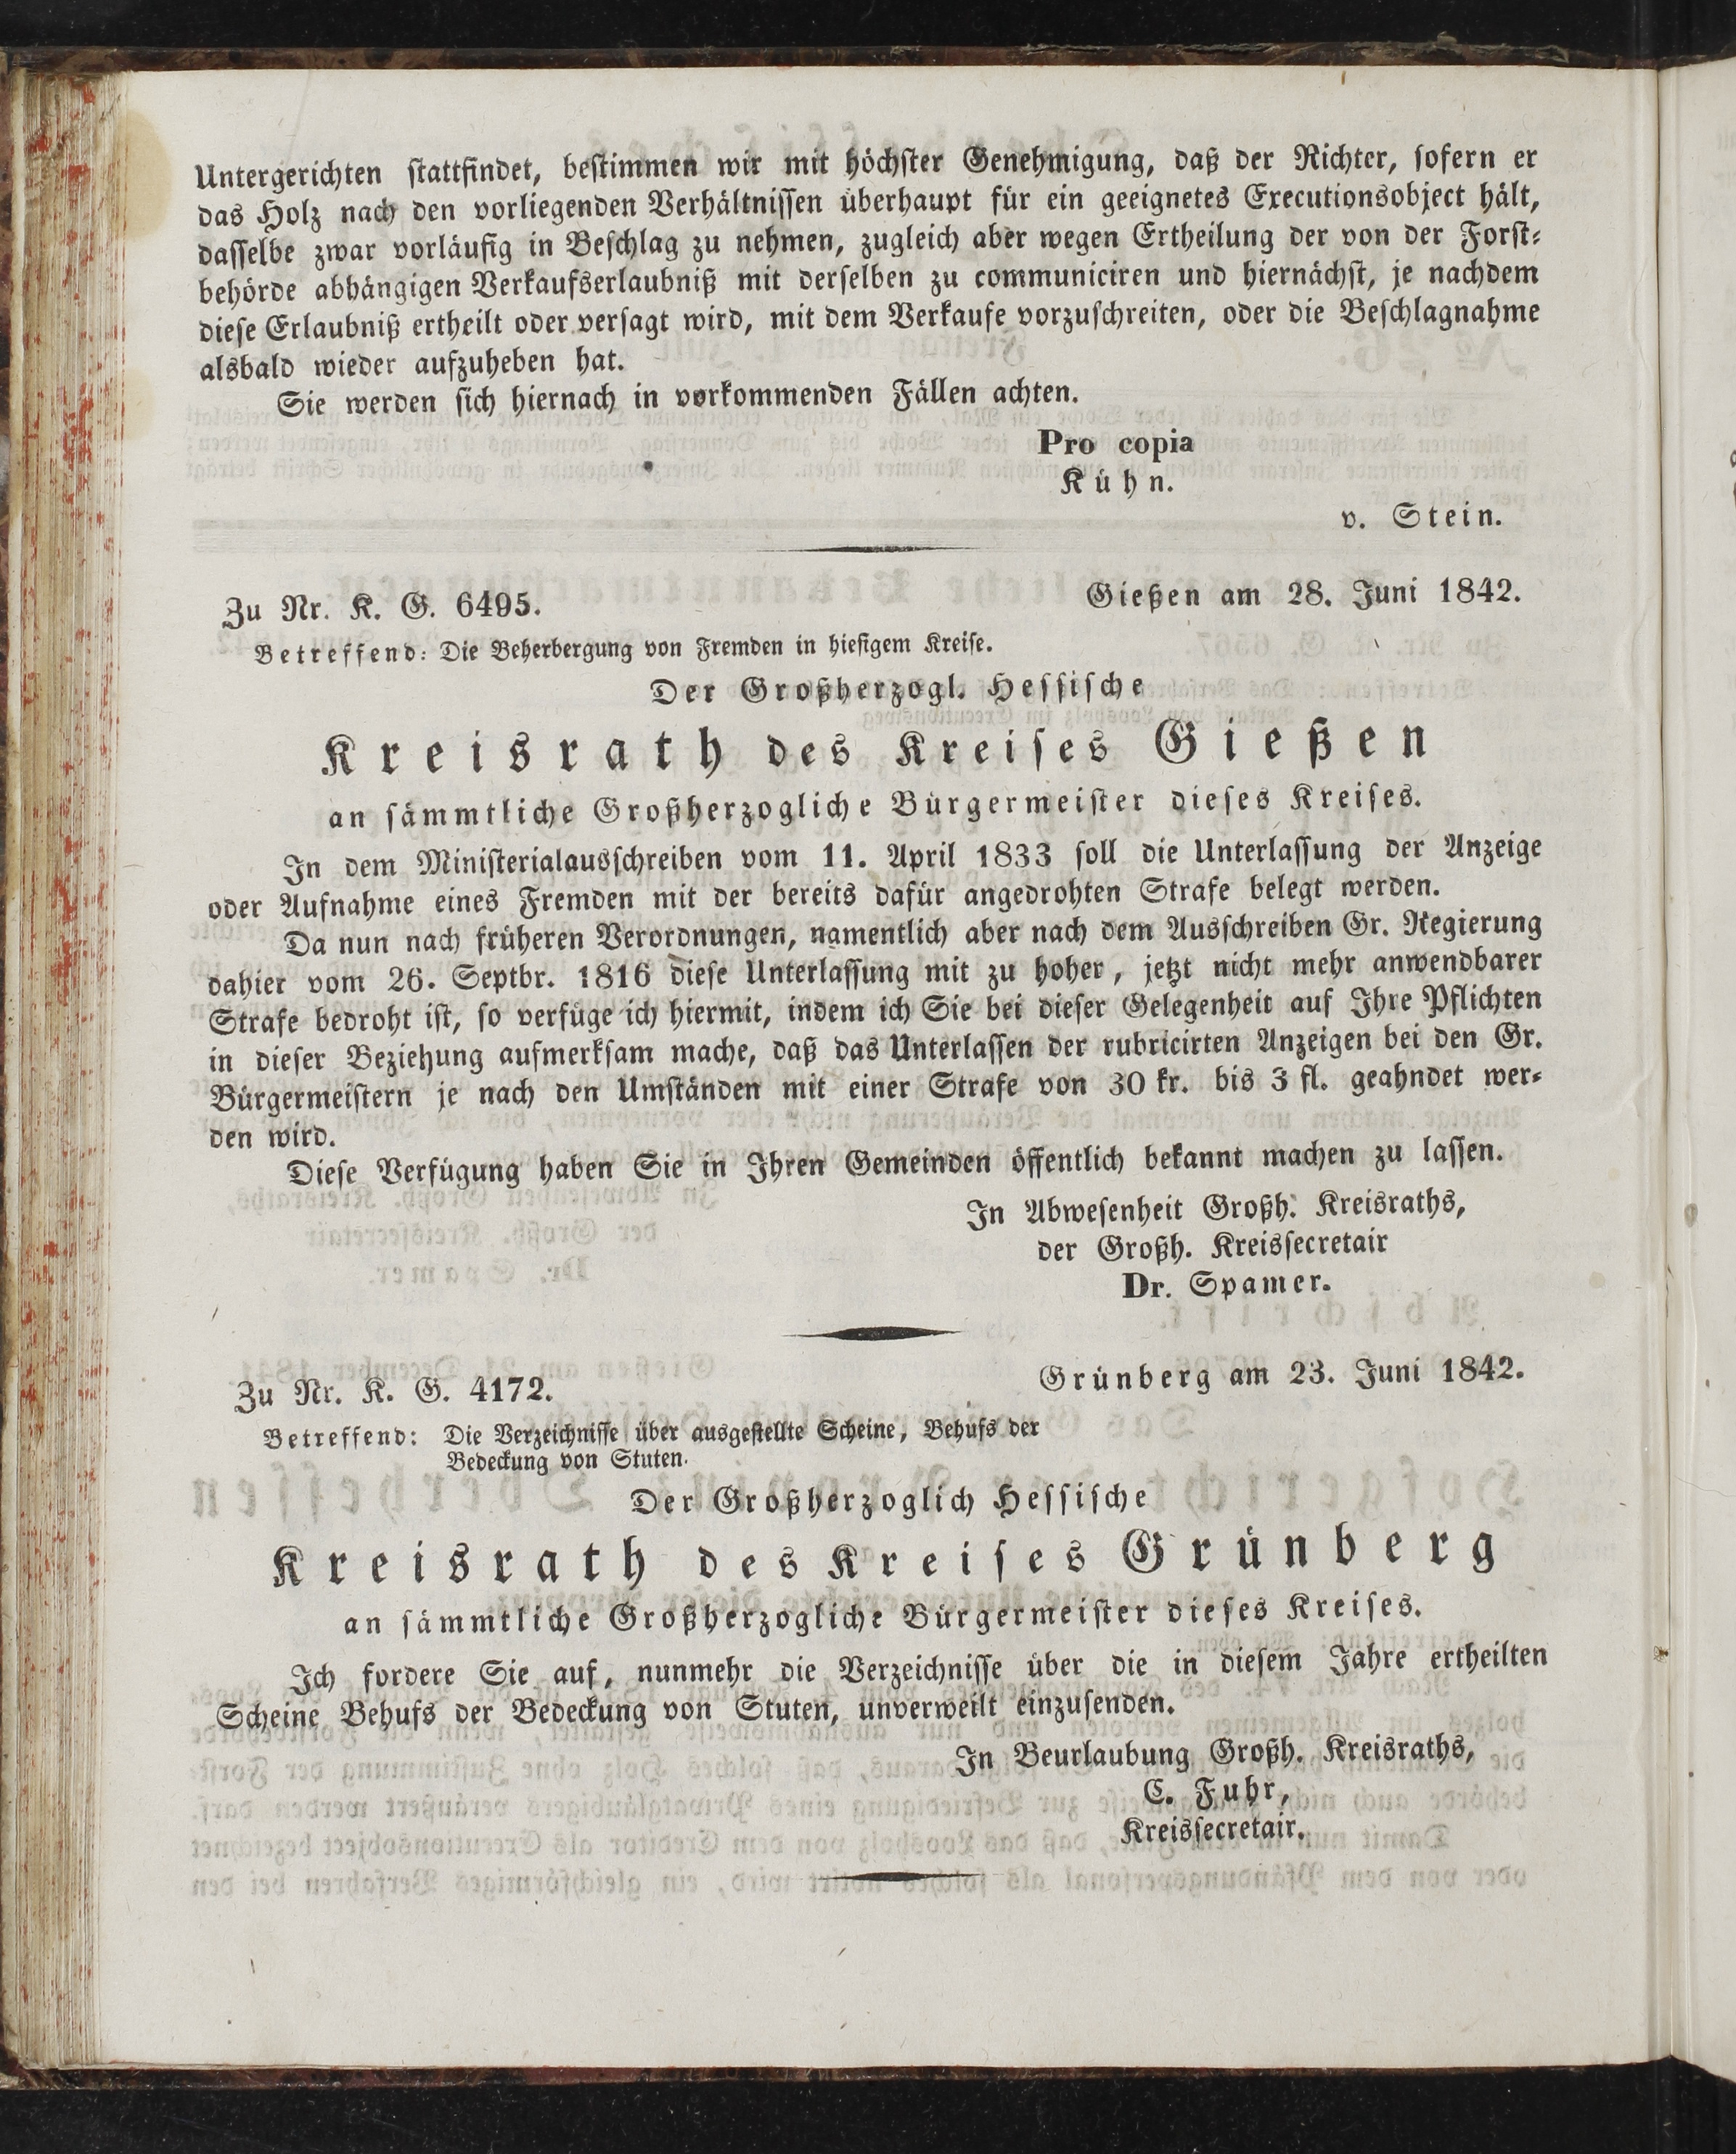 Untergerichten stattfindet, bestimmen wir mit höchster Genehmigung, daß der Richter, sofern er
das Holz nach den vorliegenden Verhältnissen überhaupt für ein geeignetes Executionsobject hält,
dasselbe zwar vorläufig in Beschlag zu nehmen, zugleich aber wegen Ertheilung der von der Forst-
behörde abhängigen Verkaufserlaubniß mit derselben zu communiciren und hiernächst, je nachdem
diese Erlaubniß ertheilt oder versagt wird, mit dem Verkaufe vorzuschreiten, oder die Beschlagnahme
alsbald wieder aufzuheben hat.
Sie werden sich hiernach in vorkommenden Fällen achten.
Pro copia
Kühn.
v. Stein.
Zu Nr. K. G. 6495. Gießen am 28. Juni 1842.
Betreffend: Die Beherbergung von Fremden in hiesigem Kreise.
Der Großherzogl. Hessische
Kreisrath des Kreises Gießen
an sämmtliche Großherzogliche Bürgermeister dieses Kreises.
In dem Ministerialausschreiben vom 11. April 1833 soll die Unterlassung der Anzeige
oder Aufnahme eines Fremden mit der bereits dafür angedrohten Strafe belegt werden.
Da nun nach früheren Verordnungen, namentlich aber nach dem Ausschreiben Gr. Regierung
dahier vom 26. Septbr. 1816 diese Unterlassung mit zu hoher, jetzt nicht mehr anwendbarer
Strafe bedroht ist, so verfüge ich hiermit, indem ich Sie bei dieser Gelegenheit auf Ihre Pflichten
in dieser Beziehung aufmerksam mache, daß das Unterlassen der rubricirten Anzeigen bei den Gr.
Bürgermeistern je nach den Umständen mit einer Strafe von 30 kr. bis 3 fl. geahndet wer-
den wird.
Diese Verfügung haben Sie in Ihren Gemeinden öffentlich bekannt machen zu lassen.
In Abwesenheit Großh. Kreisraths,
der Großh. Kreissecretair
Dr. Spamer.
Zu Nr. K. G. 4172. Grünberg am 23. Juni 1842.
Betreffend: Die Verzeichnisse über ausgestellte Scheine, Behufs der
Bedeckung von Stuten.
Der Großherzoglich Hessische
Kreisrath des Kreises Grünberg
an sämmtliche Großherzogliche Bürgermeister dieses Kreises.
Ich fordere Sie auf, nunmehr die Verzeichnisse über die in diesem Jahre ertheilten
Scheine Behufs der Bedeckung von Stuten, unverweilt einzusenden.
In Beurlaubung Großh. Kreisraths,
C. Fuhr,
Kreissecretair.